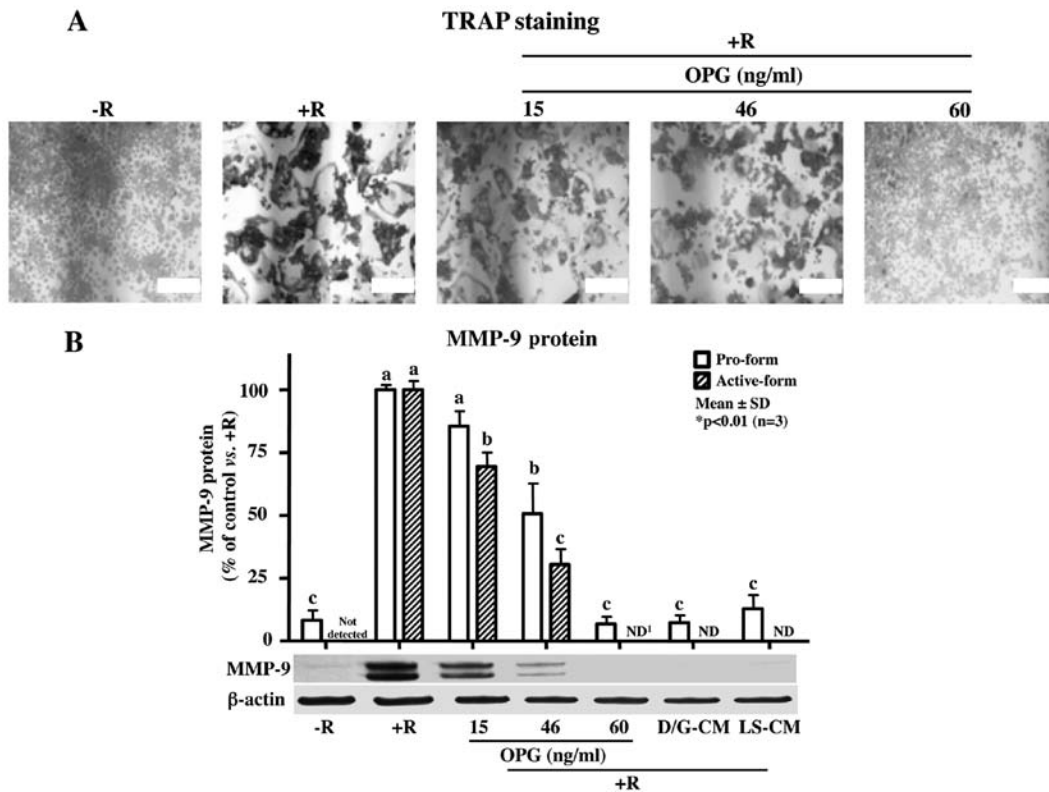 A
TRAP staining
+R
OPG (ng/ml)
-R
+R
15
46
60
B
MMP-9 protein
Pro-form
Active-form
Mean ± SD
*p<0.01 (n=3)
MMP-9 protein
(% of control vs. +R)
100
75
50
25
0
c
Not
detected
a
a
a
b
b
c
c
ND¹
c
ND
c
ND
MMP-9
β-actin
-R
+R
15
46
60
D/G-CM
LS-CM
OPG (ng/ml)
+R